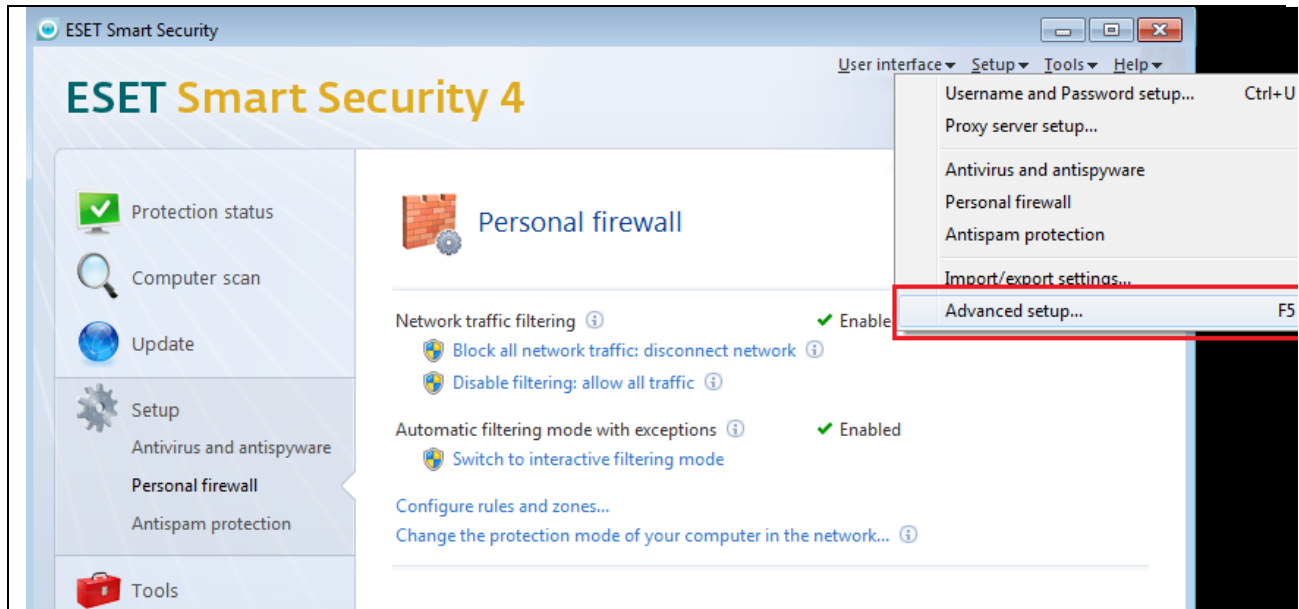 ESET Smart Security
User interface Setup Tools Help
ESET Smart Security 4
Username and Password setup... Ctrl+U
Proxy server setup...
Antivirus and antispyware
Personal firewall
Antispam protection
Import/export settings...
Advanced setup... F5
Protection status
Computer scan
Update
Setup
Antivirus and antispyware
Personal firewall
Antispam protection
Tools
Personal firewall
Network traffic filtering Enable
Block all network traffic: disconnect network
Disable filtering: allow all traffic
Automatic filtering mode with exceptions Enabled
Switch to interactive filtering mode
Configure rules and zones...
Change the protection mode of your computer in the network...